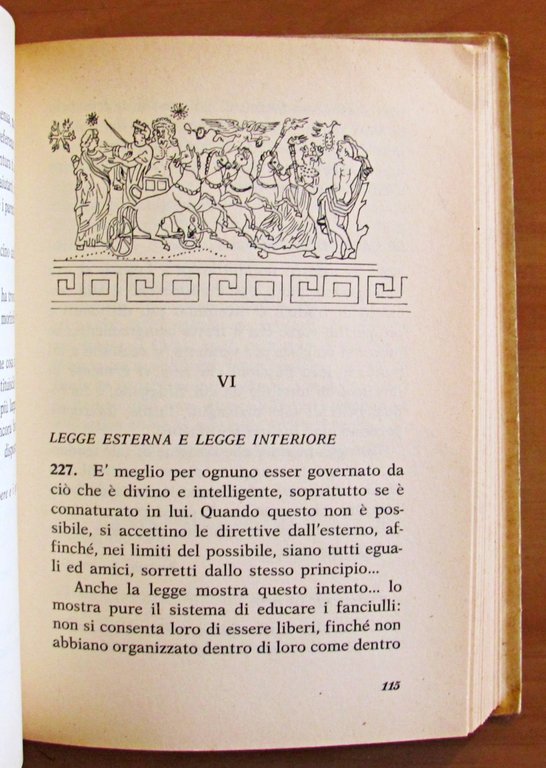 ha tro
VI
LEGGE ESTERNA E LEGGE INTERIORE
227. E' meglio per ognuno esser governato da
ciò che è divino e intelligente, sopratutto se è
connaturato in lui. Quando questo non è pos-
sibile, si accettino le direttive dall'esterno, af-
finché, nei limiti del possibile, siano tutti egua-
li ed amici, sorretti dallo stesso principio...
Anche la legge mostra questo intento... lo
mostra pure il sistema di educare i fanciulli:
non si consenta loro di essere liberi, finché non
abbiano organizzato dentro di loro come dentro
115